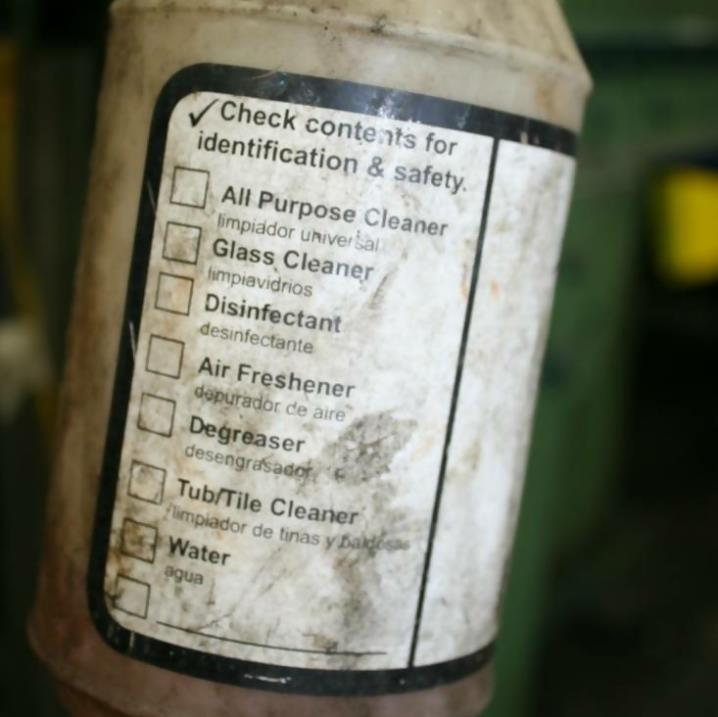 ✓Check contents for
identification & safety.
All Purpose Cleaner
limpiador universal
Glass Cleaner
limpiavidrios
Disinfectant
desinfectante
Air Freshener
depurador de aire
Degreaser
desengrasador
Tub/Tile Cleaner
limpiador de tinas y baldosas
Water
agua